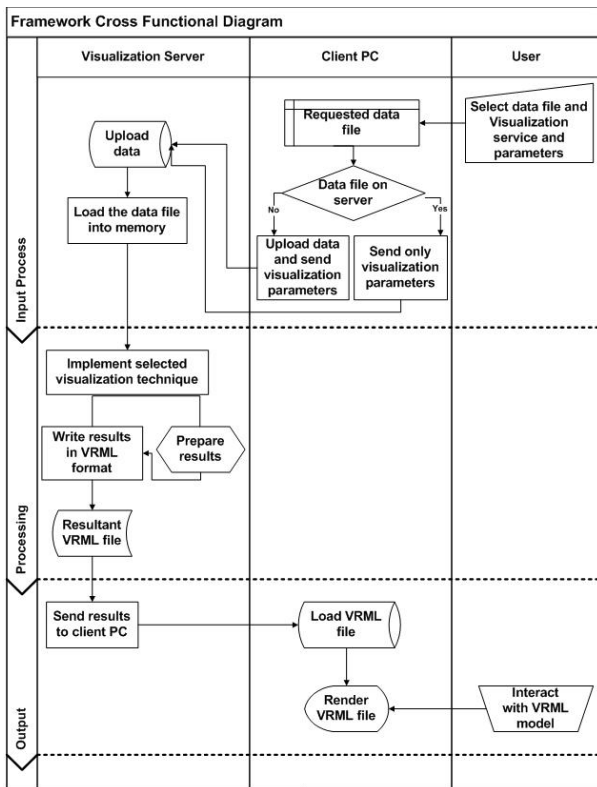 Framework Cross Functional Diagram
Visualization Server
Client PC
User
Input Process
Upload
data
Requested data
file
Select data file and
Visualization
service and
parameters
Data file on
server
No
Yes
Load the data file
into memory
Upload data
and send
visualization
parameters
Send only
visualization
parameters
Processing
Implement selected
visualization technique
Write results
in VRML
format
Prepare
results
Resultant
VRML file
Output
Send results
to client PC
Load VRML
file
Render
VRML file
Interact
with VRML
model